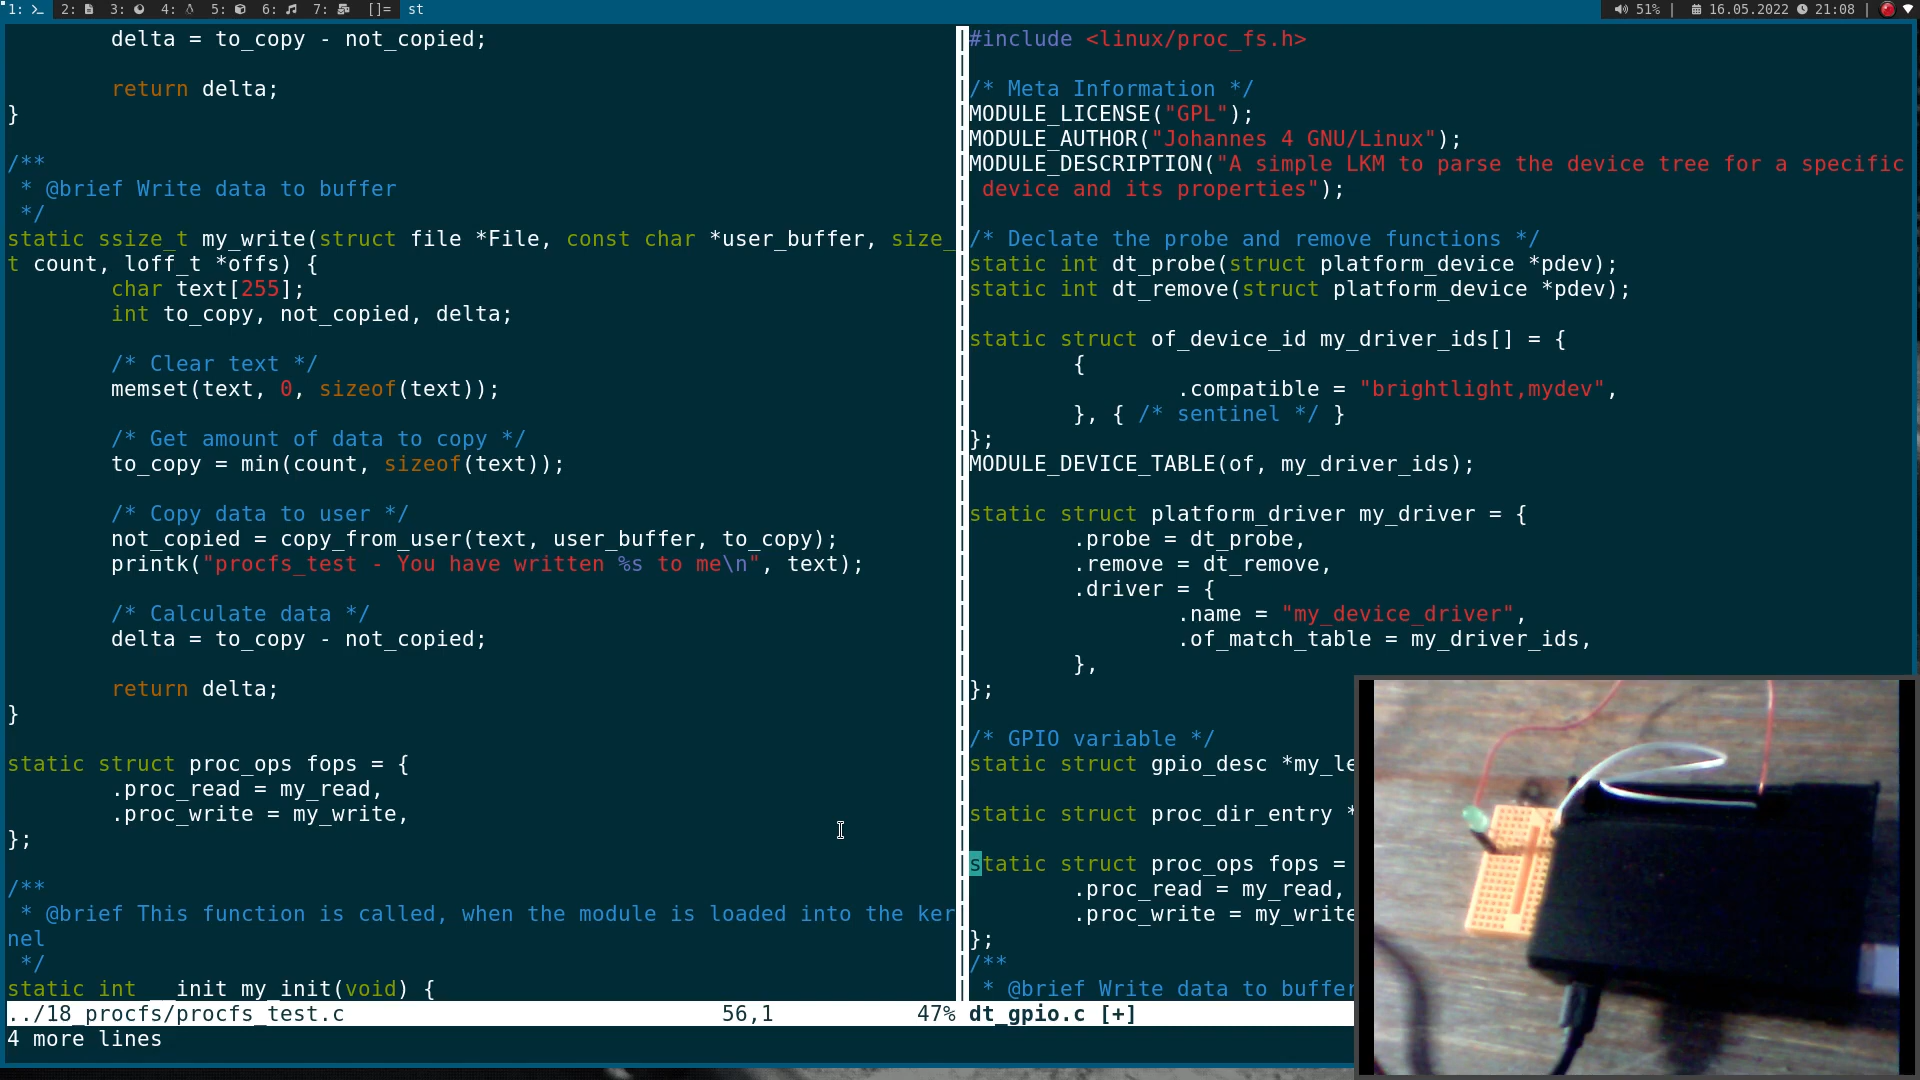 1: 2: 3: 4: 5: 6: 7: []= st 51% | 16.05.2022 21:08 |
delta = to_copy - not_copied;
return delta;
}
/**
* @brief Write data to buffer
*/
static ssize_t my_write(struct file *File, const char *user_buffer, size_
t count, loff_t *offs) {
char text[255];
int to_copy, not_copied, delta;
/* Clear text */
memset(text, 0, sizeof(text));
/* Get amount of data to copy */
to_copy = min(count, sizeof(text));
/* Copy data to user */
not_copied = copy_from_user(text, user_buffer, to_copy);
printk("procfs_test - You have written %s to me\n", text);
/* Calculate data */
delta = to_copy - not_copied;
return delta;
}
static struct proc_ops fops = {
.proc_read = my_read,
.proc_write = my_write,
};
/**
* @brief This function is called, when the module is loaded into the ker
nel
*/
static int __init my_init(void) {
../18_procfs/procfs_test.c 56,1 47%
4 more lines
#include <linux/proc_fs.h>
/* Meta Information */
MODULE_LICENSE("GPL");
MODULE_AUTHOR("Johannes 4 GNU/Linux");
MODULE_DESCRIPTION("A simple LKM to parse the device tree for a specific
device and its properties");
/* Declate the probe and remove functions */
static int dt_probe(struct platform_device *pdev);
static int dt_remove(struct platform_device *pdev);
static struct of_device_id my_driver_ids[] = {
{
.compatible = "brightlight,mydev",
}, { /* sentinel */ }
};
MODULE_DEVICE_TABLE(of, my_driver_ids);
static struct platform_driver my_driver = {
.probe = dt_probe,
.remove = dt_remove,
.driver = {
.name = "my_device_driver",
.of_match_table = my_driver_ids,
},
};
/* GPIO variable */
static struct gpio_desc *my_le
static struct proc_dir_entry *
static struct proc_ops fops =
.proc_read = my_read,
.proc_write = my_write
};
/**
* @brief Write data to buffer
dt_gpio.c [+]